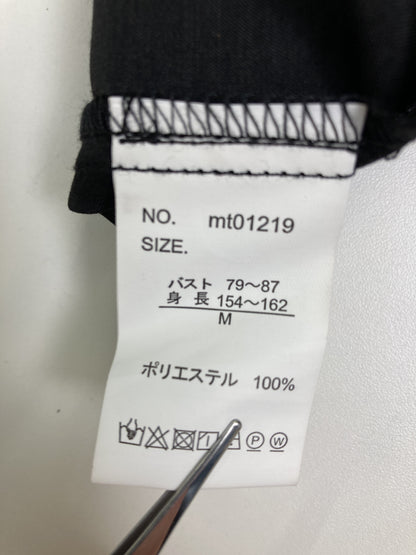 NO. mt01219
SIZE.
バスト 79～87
身 長 154～162
M
ポリエステル 100%
P W